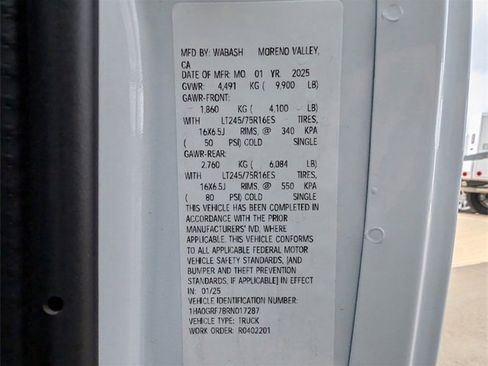 MFD BY: WABASH MORENO VALLEY,
CA
DATE OF MFR: MO. 01 YR. 2025
GVWR: 4,491 KG ( 9,900 LB)
GAWR-FRONT:
1,860 KG ( 4,100 LB)
WITH LT245/75R16ES TIRES,
16X6.5J RIMS, @ 340 KPA
( 50 PSI) COLD SINGLE
GAWR-REAR:
2,760 KG ( 6,084 LB)
WITH LT245/75R16ES TIRES,
16X6.5J RIMS, @ 550 KPA
( 80 PSI) COLD SINGLE
THIS VEHICLE HAS BEEN COMPLETED IN
ACCORDANCE WITH THE PRIOR
MANUFACTURERS' IVD, WHERE
APPLICABLE. THIS VEHICLE CONFORMS
TO ALL APPLICABLE FEDERAL MOTOR
VEHICLE SAFETY STANDARDS, [AND
BUMPER AND THEFT PREVENTION
STANDARDS, IF APPLICABLE] IN EFFECT
IN: 01/25
VEHICLE IDENTIFICATION NUMBER:
1HA0GRF78RN017287
VEHICLE TYPE: TRUCK
WORK ORDER: R0402201